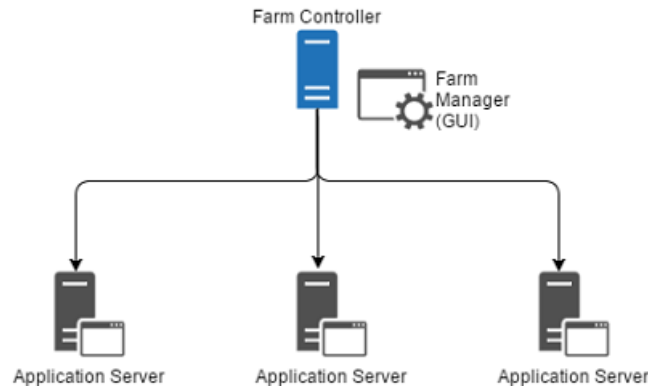 Farm Controller
Farm
Manager
(GUI)
Application Server
Application Server
Application Server